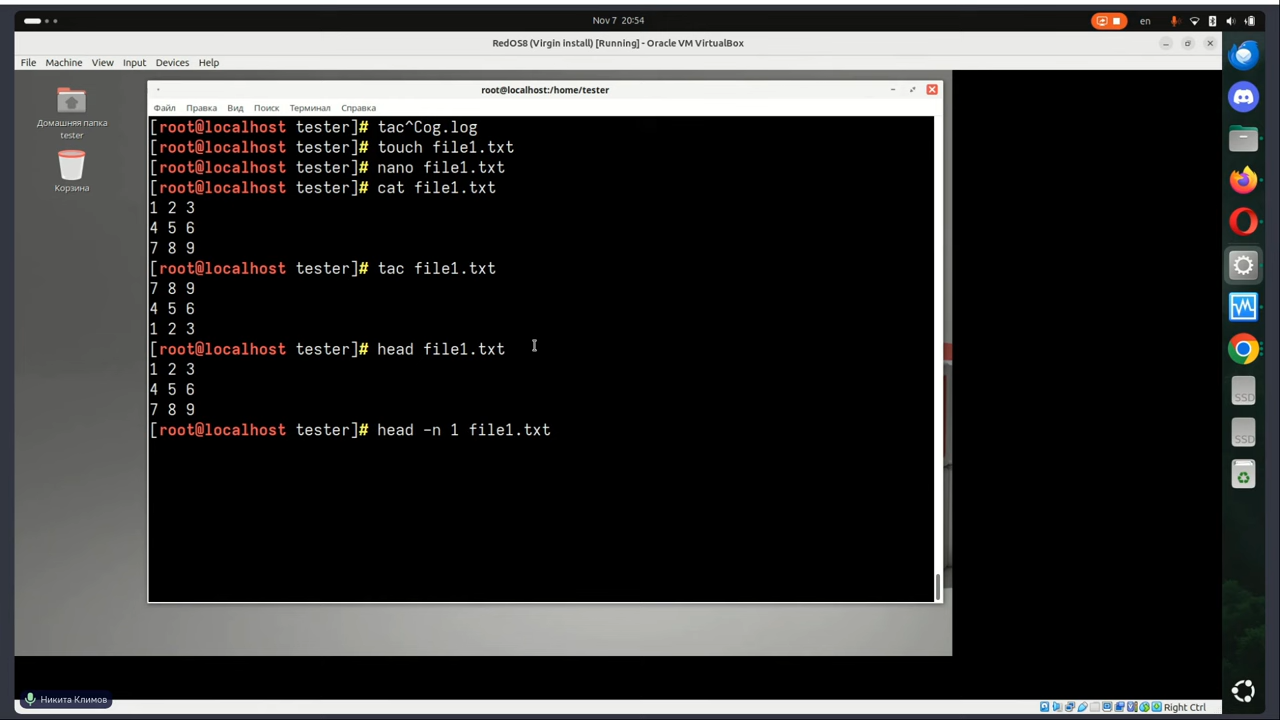 Nov 7 20:54
en
RedOS8 (Virgin install) [Running] - Oracle VM VirtualBox
File Machine View Input Devices Help
Домашняя папка
tester
Корзина
root@localhost:/home/tester
Файл Правка Вид Поиск Терминал Справка
[root@localhost tester]# tac^Cog.log
[root@localhost tester]# touch file1.txt
[root@localhost tester]# nano file1.txt
[root@localhost tester]# cat file1.txt
1 2 3
4 5 6
7 8 9
[root@localhost tester]# tac file1.txt
7 8 9
4 5 6
1 2 3
[root@localhost tester]# head file1.txt
1 2 3
4 5 6
7 8 9
[root@localhost tester]# head -n 1 file1.txt
SSD
SSD
Никита Климов
Right Ctrl